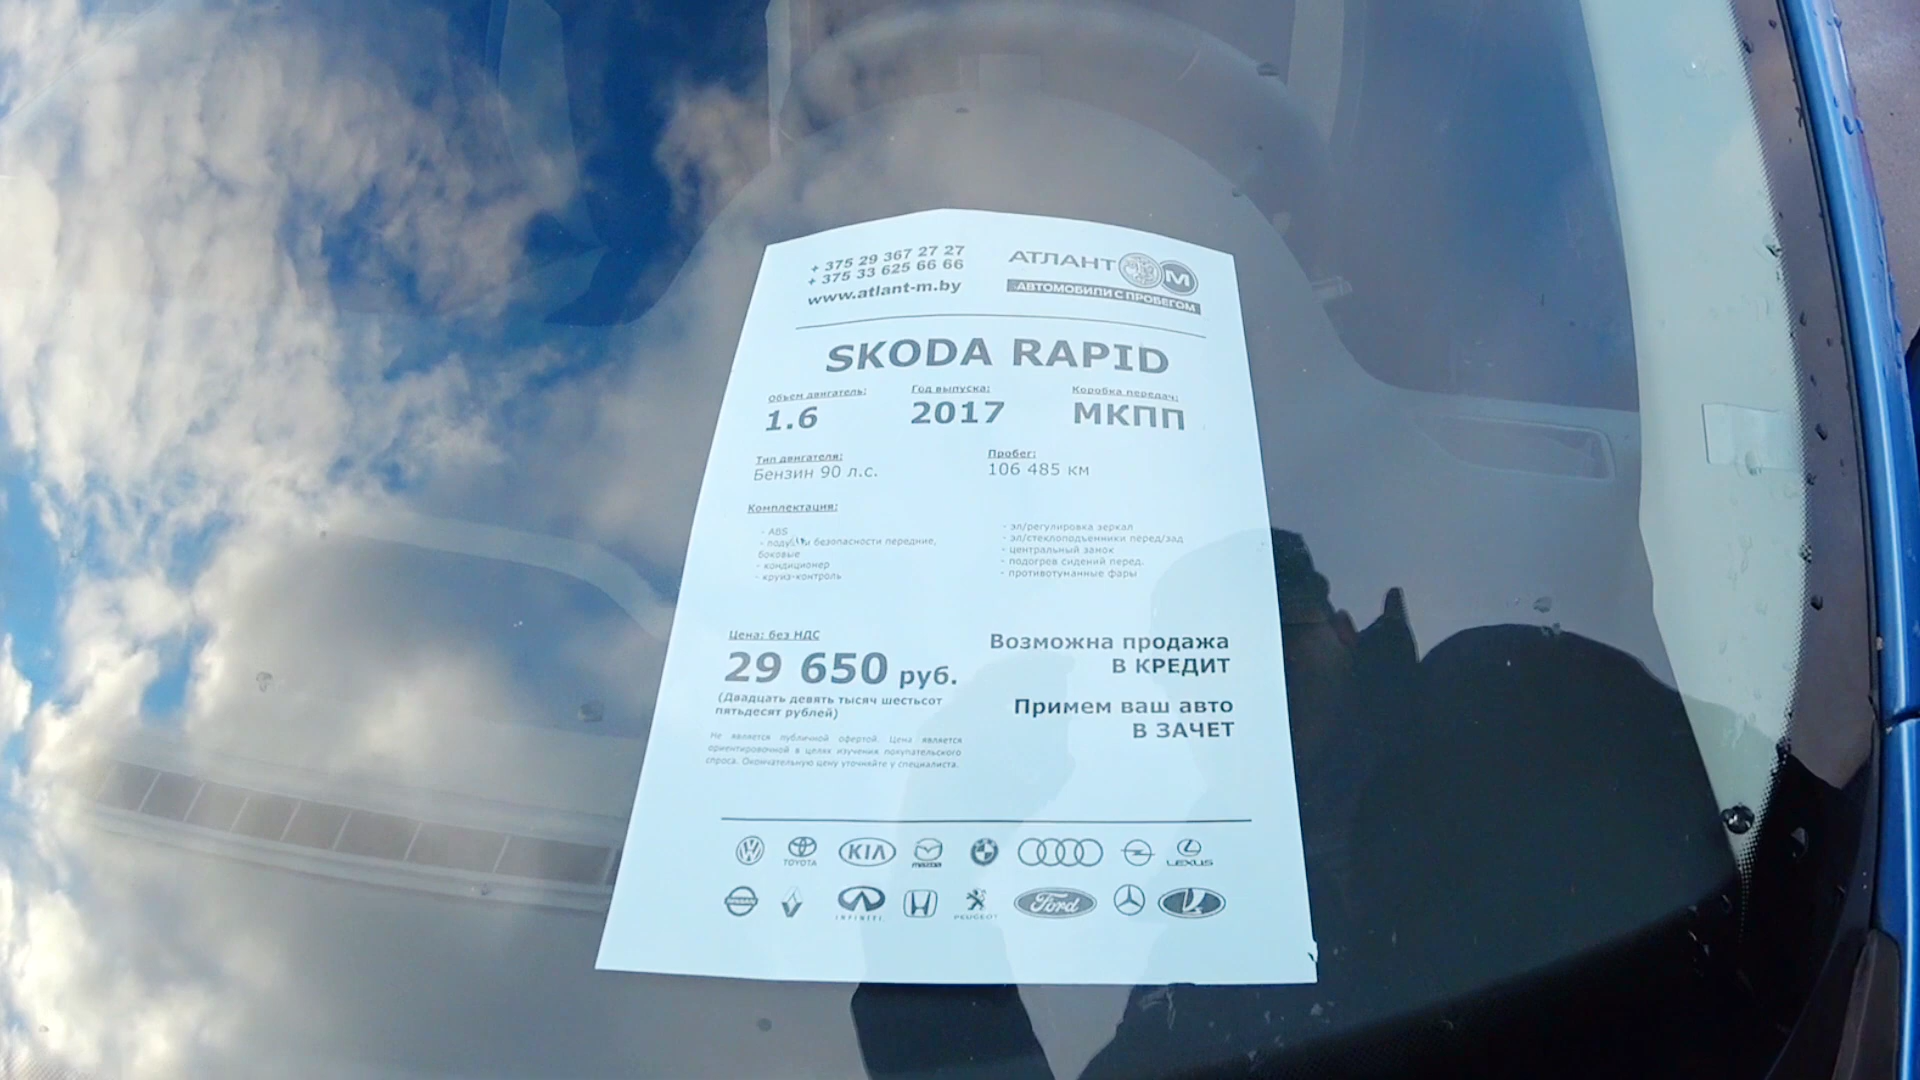 + 375 29 367 27 27
+ 375 33 625 66 66
www.atlant-m.by
АТЛАНТ М
АВТОМОБИЛИ С ПРОБЕГОМ
SKODA RAPID
Объем двигатель: Год выпуска: Коробка передач:
1.6 2017 МКПП
Тип двигателя: Пробег:
Бензин 90 л.с. 106 485 км
Комплектация:
- ABS
- безопасности передние,
боковые
- кондиционер
- круиз-контроль
- эл/регулировка зеркал
- эл/стеклоподъемники перед/зад
- центральный замок
- подогрев сидений перед.
- противотуманные фары
Цена: без НДС
29 650 руб.
(Двадцать девять тысяч шестьсот
пятьдесят рублей)
Не является публичной офертой. Цена является
ориентировочной в целях изучения покупательского
спроса. Окончательную цену уточняйте у специалиста.
Возможна продажа
В КРЕДИТ
Примем ваш авто
В ЗАЧЕТ
TOYOTA KIA mazda LEXUS
NISSAN INFINITI PEUGEOT Ford